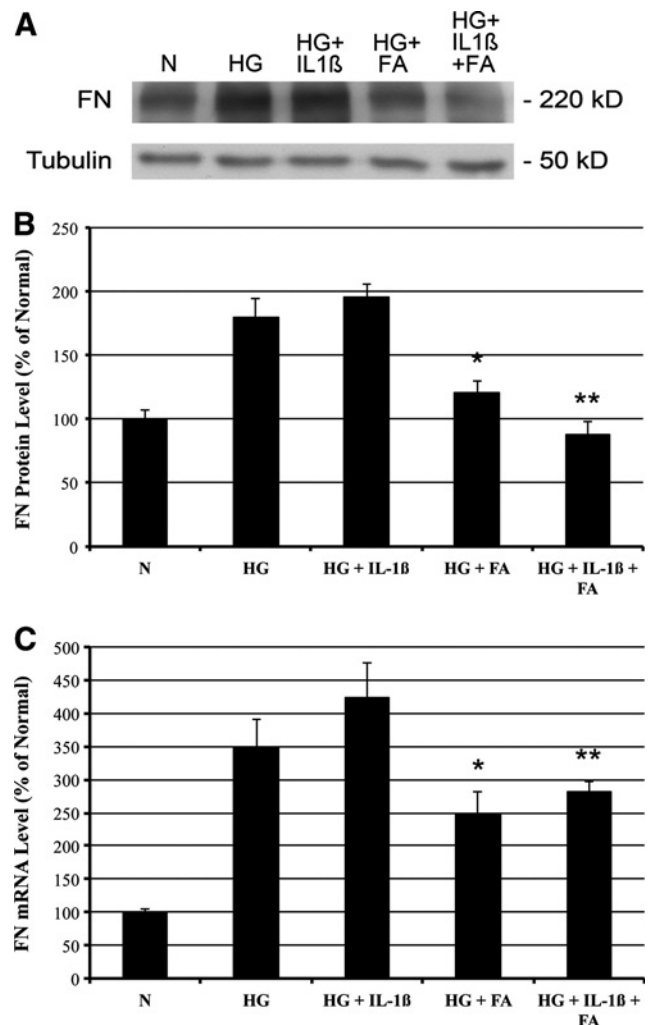 A
N
HG
HG+
IL1ß
HG+
FA
HG+
IL1ß
+FA
FN
- 220 kD
Tubulin
- 50 kD
B
FN Protein Level (% of Normal)
250
200
150
100
50
0
*
**
N
HG
HG + IL-1ß
HG + FA
HG + IL-1ß +
FA
C
FN mRNA Level (% of Normal)
500
450
400
350
300
250
200
150
100
50
0
*
**
N
HG
HG + IL-1ß
HG + FA
HG + IL-1ß +
FA